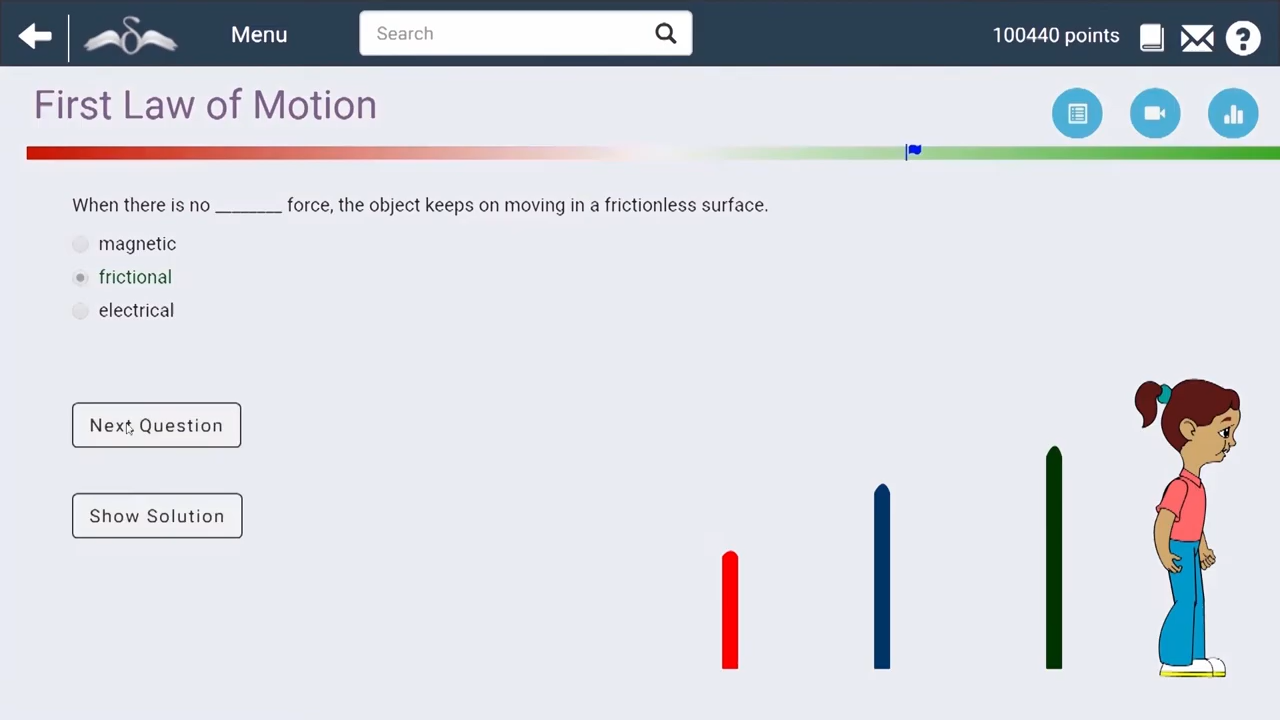 Menu
Search
100440 points
?
First Law of Motion
When there is no ________ force, the object keeps on moving in a frictionless surface.
magnetic
frictional
electrical
Next Question
Show Solution